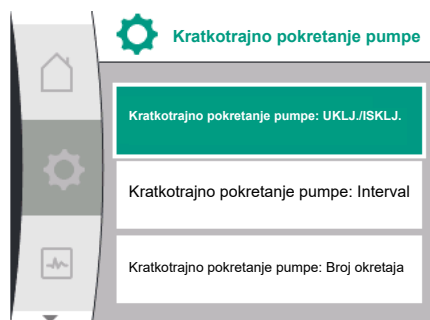 Kratkotrajno pokretanje pumpe
Kratkotrajno pokretanje pumpe: UKLJ./ISKLJ.
Kratkotrajno pokretanje pumpe: Interval
Kratkotrajno pokretanje pumpe: Broj okretaja